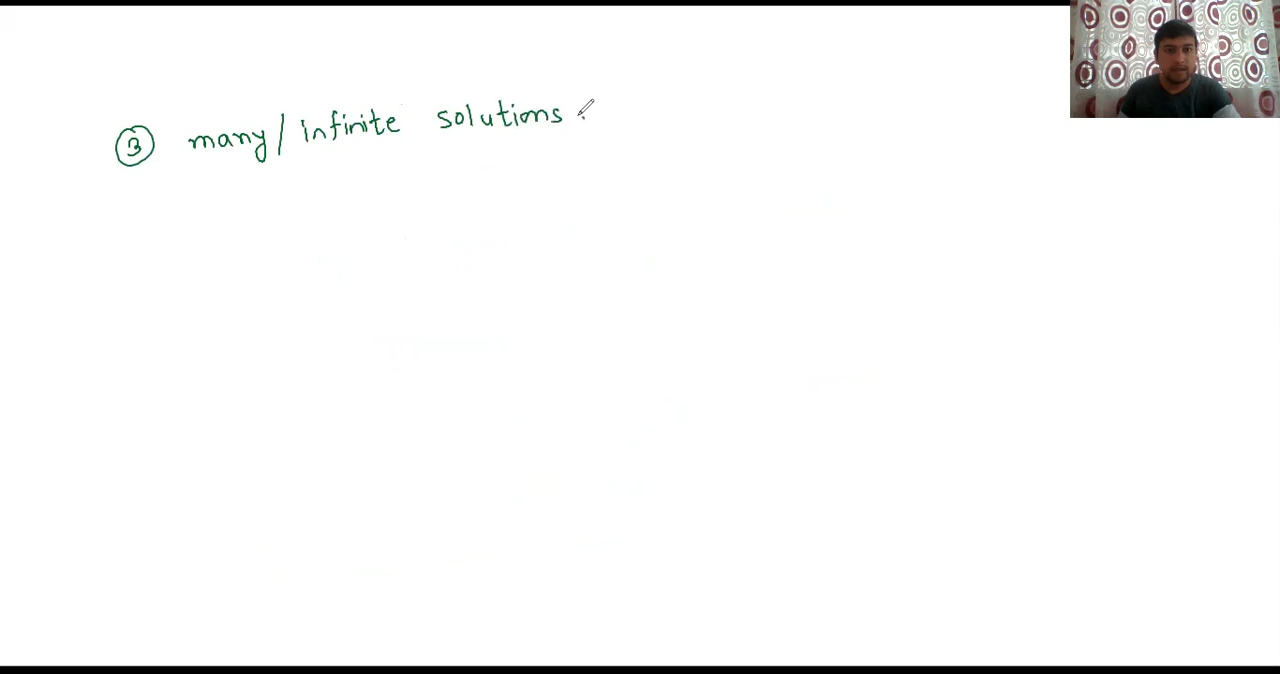 ③ many/ infinite solutions :